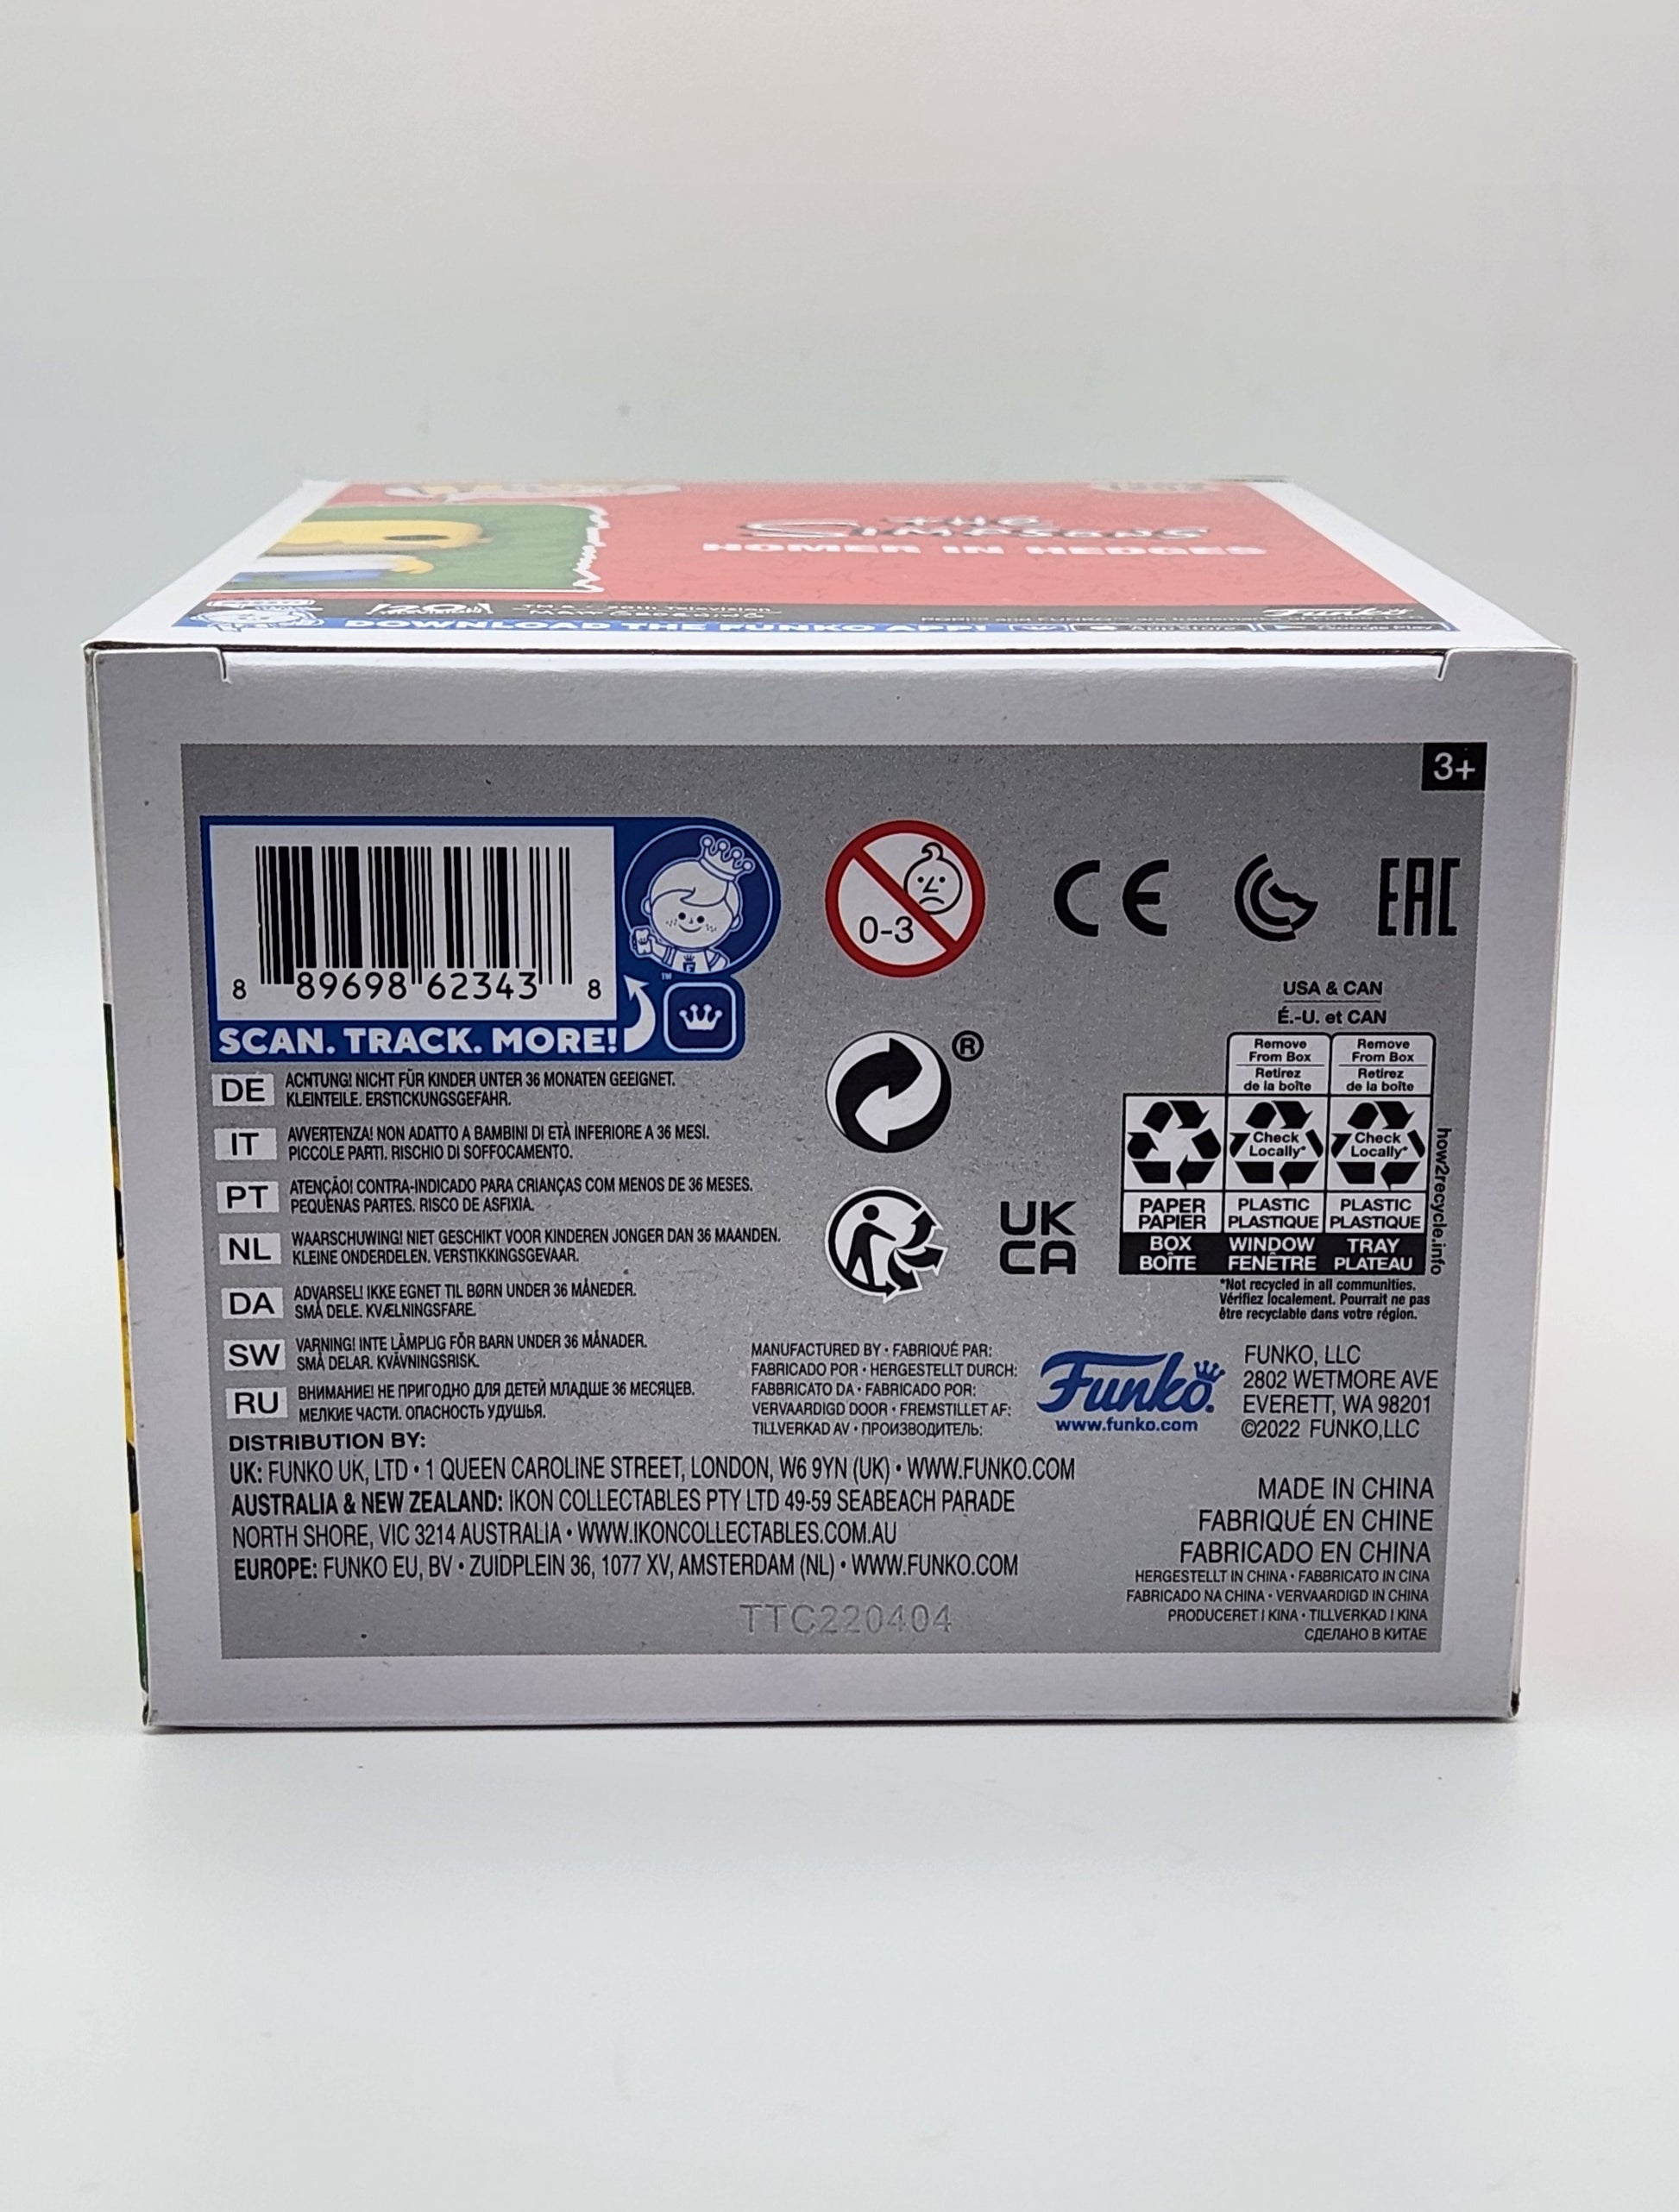 THE
SIMPSONS
HOMER IN HEDGES
DOWNLOAD THE FUNKO APP!
3+
8 89698 62343 8
SCAN. TRACK. MORE!
TM
0-3
CE
EAC
®
UK
CA
USA & CAN
É.-U. et CAN
Remove From Box
Retirez de la boîte
Remove From Box
Retirez de la boîte
Check Locally*
Check Locally*
PAPER PAPIER
PLASTIC PLASTIQUE
PLASTIC PLASTIQUE
BOX BOÎTE
WINDOW FENÊTRE
TRAY PLATEAU
how2recycle.info
*Not recycled in all communities.
Vérifiez localement. Pourrait ne pas
être recyclable dans votre région.
DE ACHTUNG! NICHT FÜR KINDER UNTER 36 MONATEN GEEIGNET.
KLEINTEILE. ERSTICKUNGSGEFAHR.
IT AVVERTENZA! NON ADATTO A BAMBINI DI ETÀ INFERIORE A 36 MESI.
PICCOLE PARTI. RISCHIO DI SOFFOCAMENTO.
PT ATENÇÃO! CONTRA-INDICADO PARA CRIANÇAS COM MENOS DE 36 MESES.
PEQUENAS PARTES. RISCO DE ASFIXIA.
NL WAARSCHUWING! NIET GESCHIKT VOOR KINDEREN JONGER DAN 36 MAANDEN.
KLEINE ONDERDELEN. VERSTIKKINGSGEVAAR.
DA ADVARSEL! IKKE EGNET TIL BØRN UNDER 36 MÅNEDER.
SMÅ DELE. KVÆLNINGSFARE.
SW VARNING! INTE LÄMPLIG FÖR BARN UNDER 36 MÅNADER.
SMÅ DELAR. KVÄVNINGSRISK.
RU ВНИМАНИЕ! НЕ ПРИГОДНО ДЛЯ ДЕТЕЙ МЛАДШЕ 36 МЕСЯЦЕВ.
МЕЛКИЕ ЧАСТИ. ОПАСНОСТЬ УДУШЬЯ.
MANUFACTURED BY • FABRIQUÉ PAR:
FABRICADO POR • HERGESTELLT DURCH:
FABBRICATO DA • FABRICADO POR:
VERVAARDIGD DOOR • FREMSTILLET AF:
TILLVERKAD AV • ПРОИЗВОДИТЕЛЬ:
Funko
www.funko.com
FUNKO, LLC
2802 WETMORE AVE
EVERETT, WA 98201
©2022 FUNKO,LLC
DISTRIBUTION BY:
UK: FUNKO UK, LTD • 1 QUEEN CAROLINE STREET, LONDON, W6 9YN (UK) • WWW.FUNKO.COM
AUSTRALIA & NEW ZEALAND: IKON COLLECTABLES PTY LTD 49-59 SEABEACH PARADE
NORTH SHORE, VIC 3214 AUSTRALIA • WWW.IKONCOLLECTABLES.COM.AU
EUROPE: FUNKO EU, BV • ZUIDPLEIN 36, 1077 XV, AMSTERDAM (NL) • WWW.FUNKO.COM
MADE IN CHINA
FABRIQUÉ EN CHINE
FABRICADO EN CHINA
HERGESTELLT IN CHINA • FABBRICATO IN CINA
FABRICADO NA CHINA • VERVAARDIGD IN CHINA
PRODUCERET I KINA • TILLVERKAD I KINA
СДЕЛАНО В КИТАЕ
TTC220404